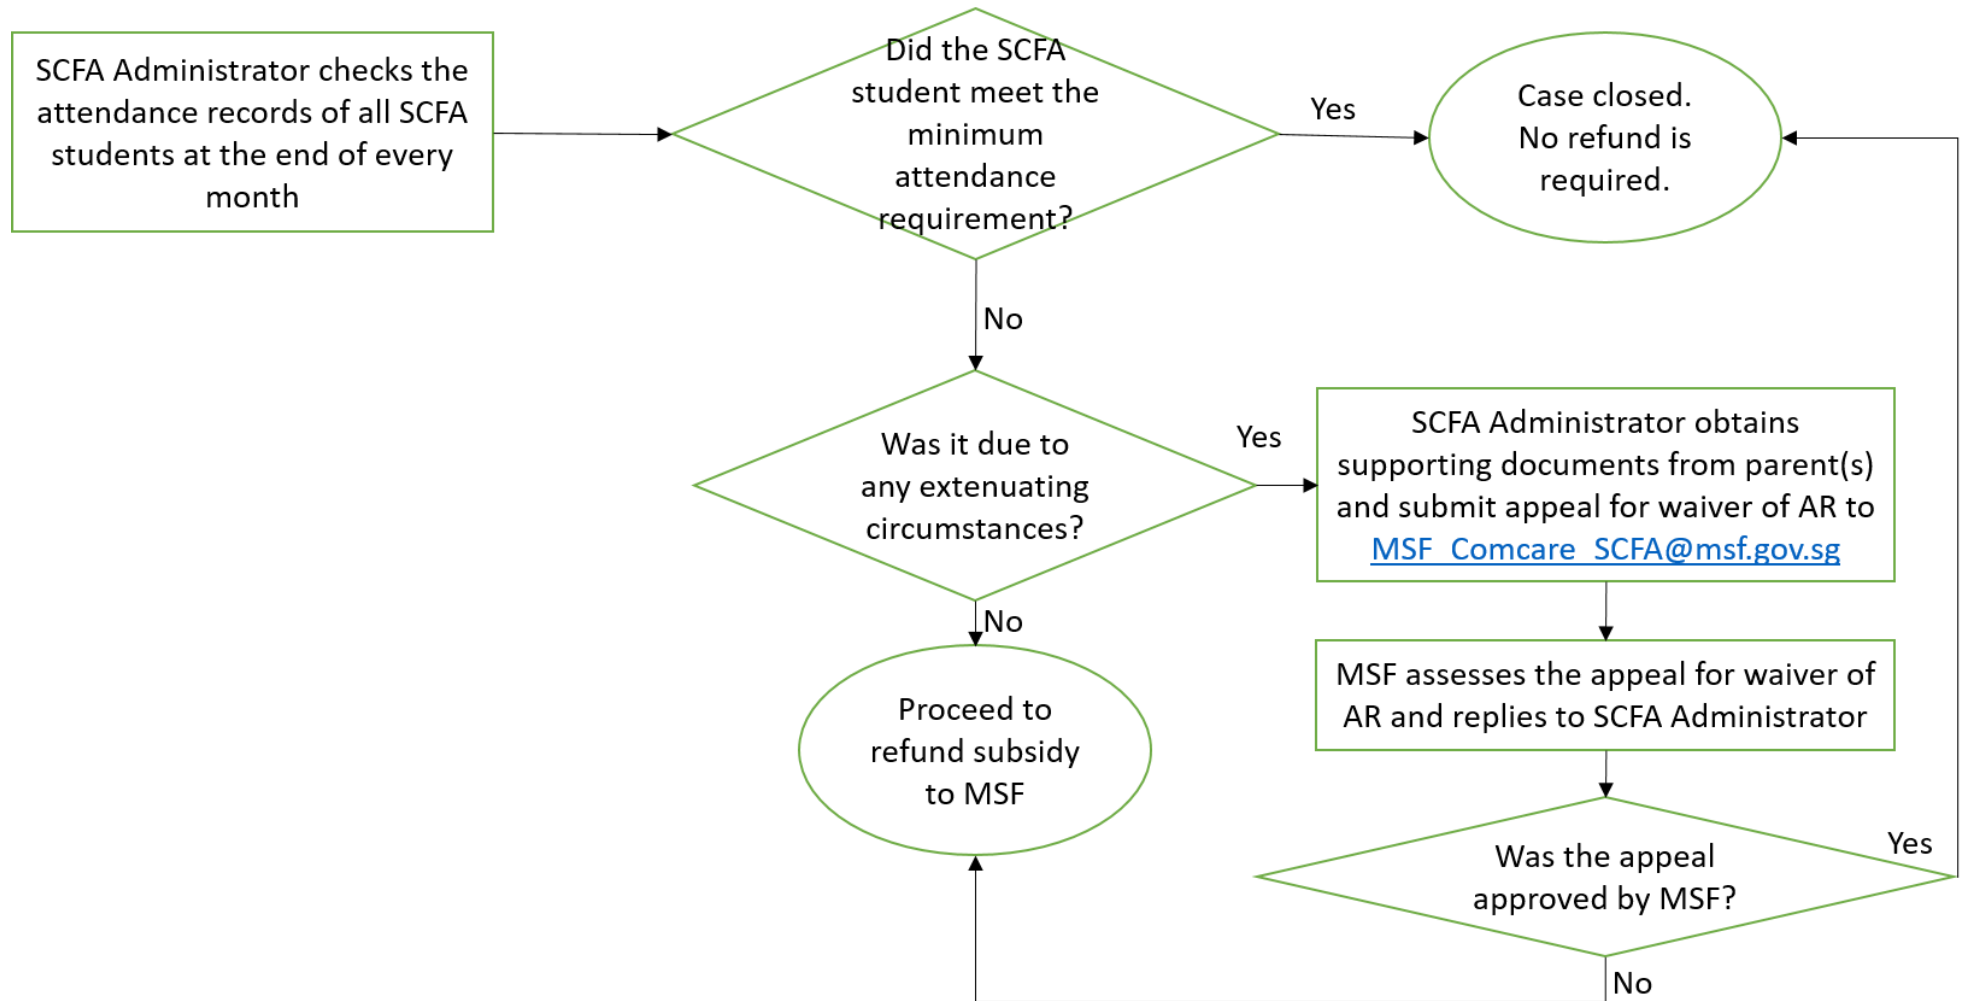 SCFA Administrator checks the
attendance records of all SCFA
students at the end of every
month
Did the SCFA
student meet the
minimum
attendance
requirement?
Yes
Case closed.
No refund is
required.
No
Was it due to
any extenuating
circumstances?
Yes
SCFA Administrator obtains
supporting documents from parent(s)
and submit appeal for waiver of AR to
MSF_Comcare_SCFA@msf.gov.sg
No
Proceed to
refund subsidy
to MSF
MSF assesses the appeal for waiver of
AR and replies to SCFA Administrator
Was the appeal
approved by MSF?
Yes
No